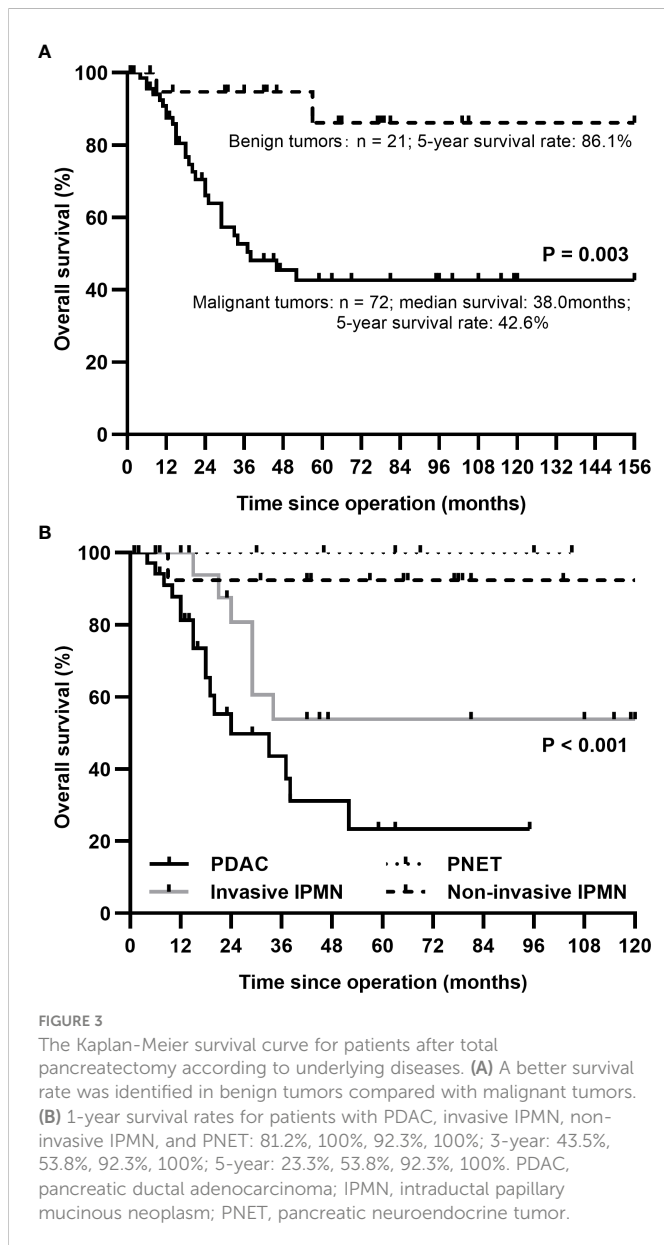 A
100
80
60
40
20
0
Overall survival (%)
Benign tumors: n = 21; 5-year survival rate: 86.1%
P = 0.003
Malignant tumors: n = 72; median survival: 38.0months;
5-year survival rate: 42.6%
0 12 24 36 48 60 72 84 96 108 120 132 144 156
Time since operation (months)
B
100
80
60
40
20
0
Overall survival (%)
P < 0.001
PDAC PNET
Invasive IPMN Non-invasive IPMN
0 12 24 36 48 60 72 84 96 108 120
Time since operation (months)
FIGURE 3
The Kaplan-Meier survival curve for patients after total
pancreatectomy according to underlying diseases. (A) A better survival
rate was identified in benign tumors compared with malignant tumors.
(B) 1-year survival rates for patients with PDAC, invasive IPMN, non-
invasive IPMN, and PNET: 81.2%, 100%, 92.3%, 100%; 3-year: 43.5%,
53.8%, 92.3%, 100%; 5-year: 23.3%, 53.8%, 92.3%, 100%. PDAC,
pancreatic ductal adenocarcinoma; IPMN, intraductal papillary
mucinous neoplasm; PNET, pancreatic neuroendocrine tumor.